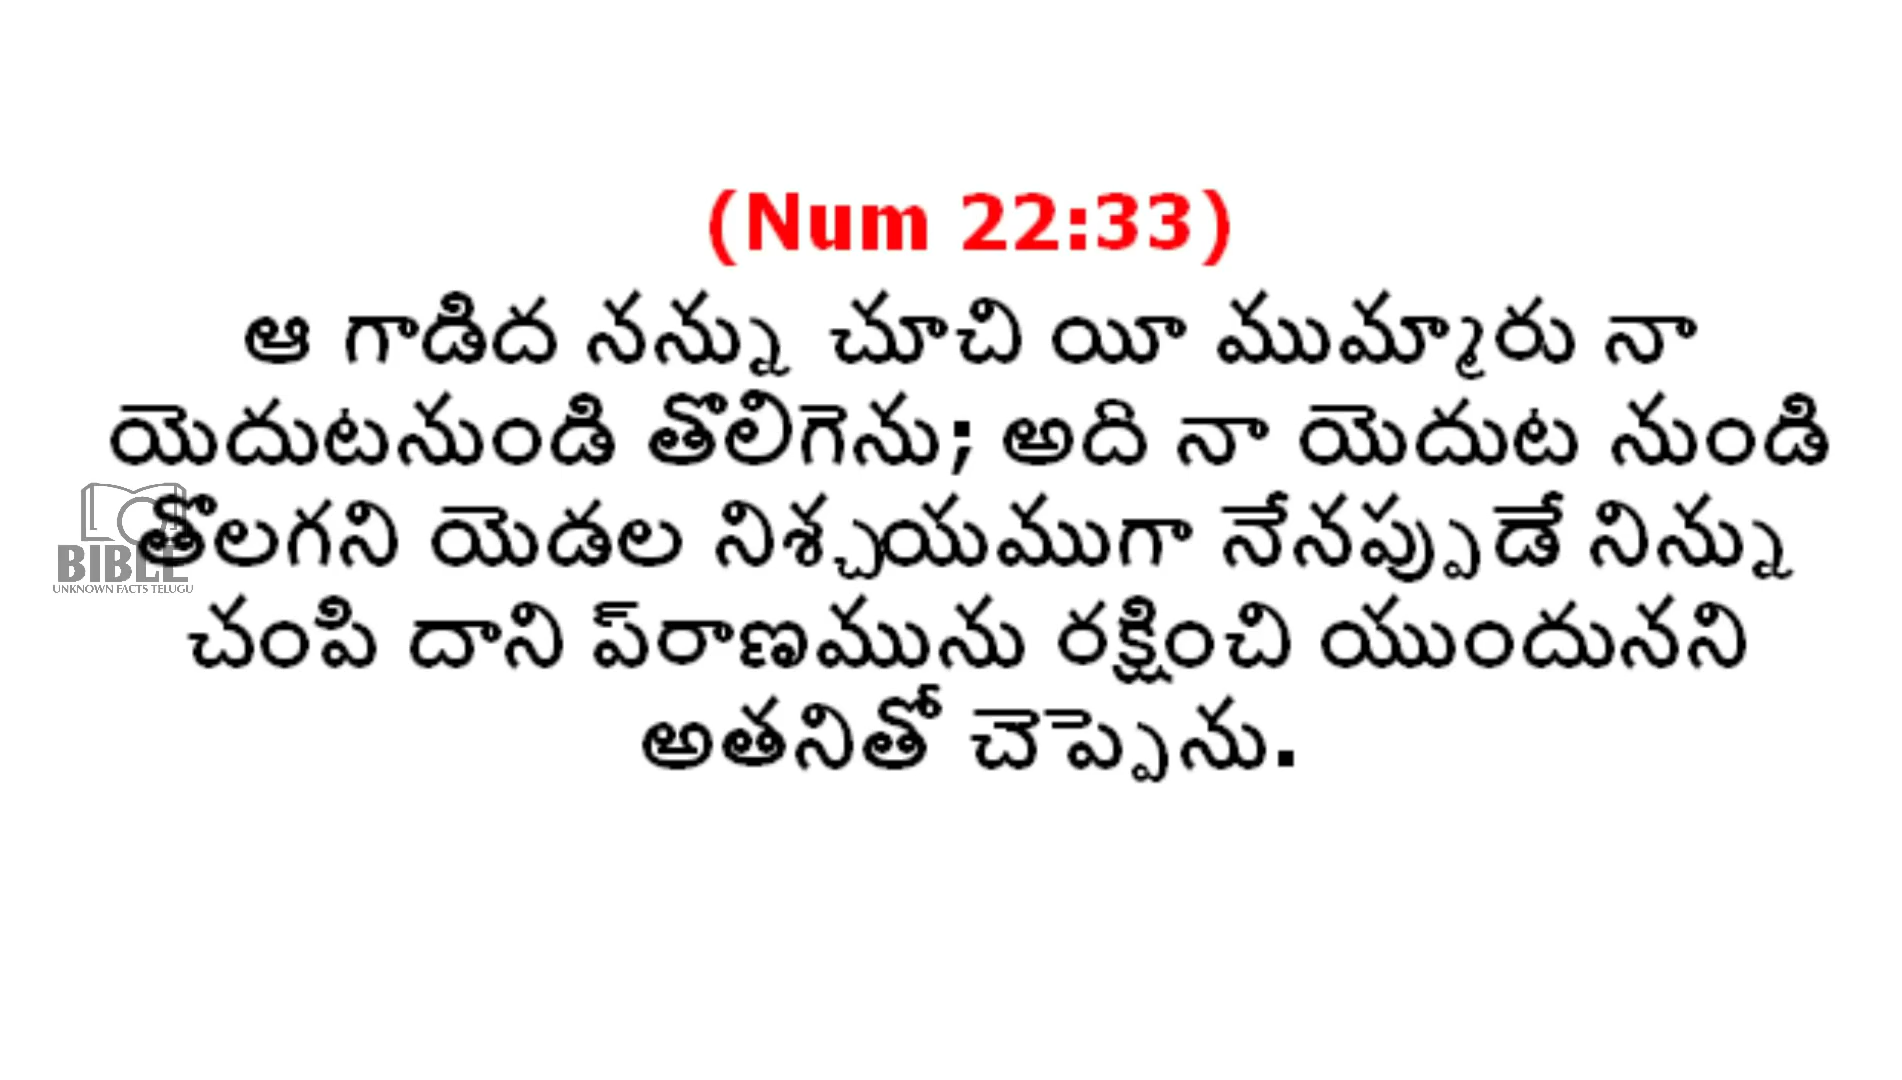 (Num 22:33)
ఆ గాడిద నన్ను చూచి యీ ముమ్మారు నా
యెదుటనుండి తొలిగెను; అది నా యెదుట నుండి
తొలగని యెడల నిశ్చయముగా నేనప్పుడే నిన్ను
చంపి దాని ప్‌రాణమును రక్షించి యుందునని
అతనితో చెప్పెను.
BIBLE
UNKNOWN FACTS TELUGU